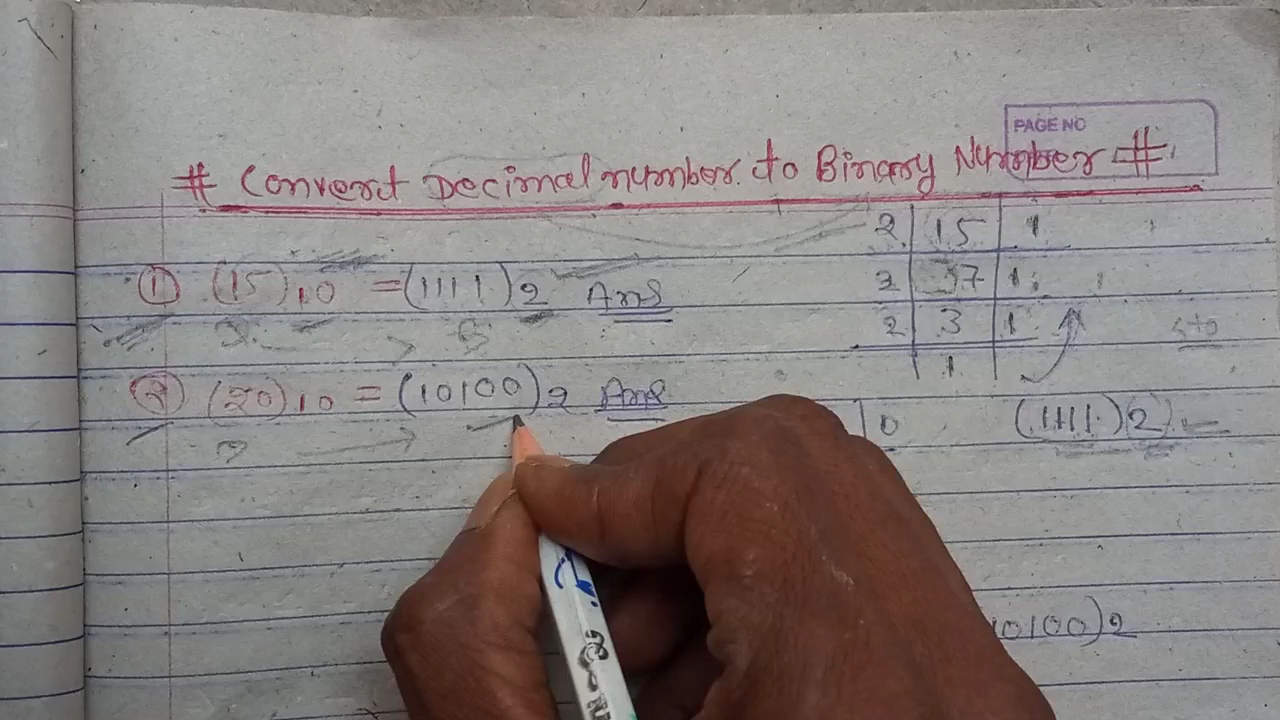 PAGE NO
# Convert Decimal number to Binary Number #
2 15 1
① (15)10 = (1111)2 Ans
2 7 1
2 3 1
1
② (20)10 = (10100)2 Ans
0 (1111)2
10100)2